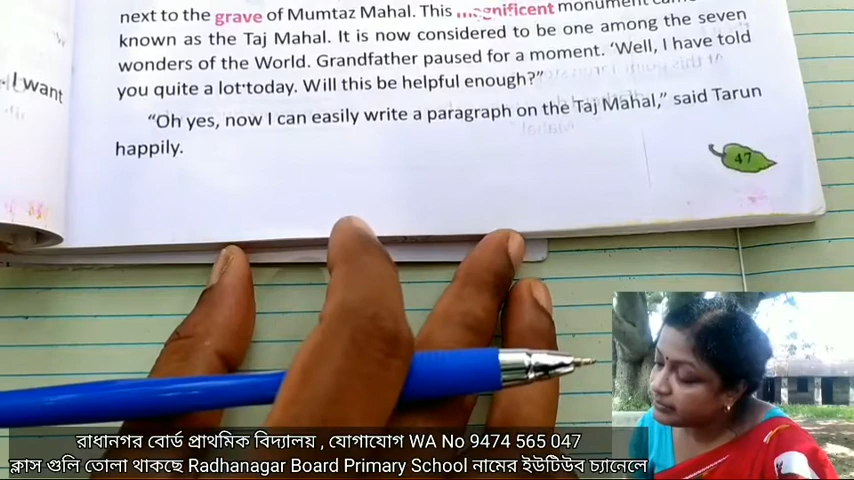 next to the grave of Mumtaz Mahal. This magnificent monument
known as the Taj Mahal. It is now considered to be one among the seven
wonders of the World. Grandfather paused for a moment. 'Well, I have told
you quite a lot today. Will this be helpful enough?"
"Oh yes, now I can easily write a paragraph on the Taj Mahal," said Tarun
happily.
I want
47
রাধানগর বোর্ড প্রাথমিক বিদ্যালয় , যোগাযোগ WA No 9474 565 047
ক্লাস গুলি তোলা থাকছে Radhanagar Board Primary School নামের ইউটিউব চ্যানেলে